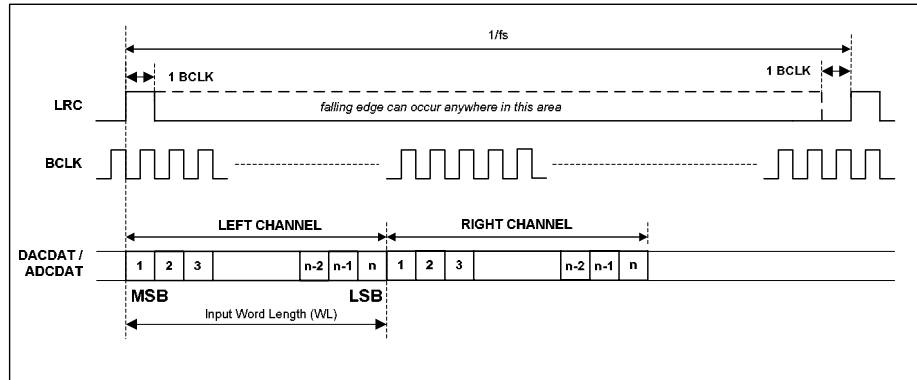 1/fs
1 BCLK
1 BCLK
LRC
falling edge can occur anywhere in this area
BCLK
LEFT CHANNEL
RIGHT CHANNEL
DACDAT /
ADCDAT
1 2 3 n-2 n-1 n 1 2 3 n-2 n-1 n
MSB LSB
Input Word Length (WL)